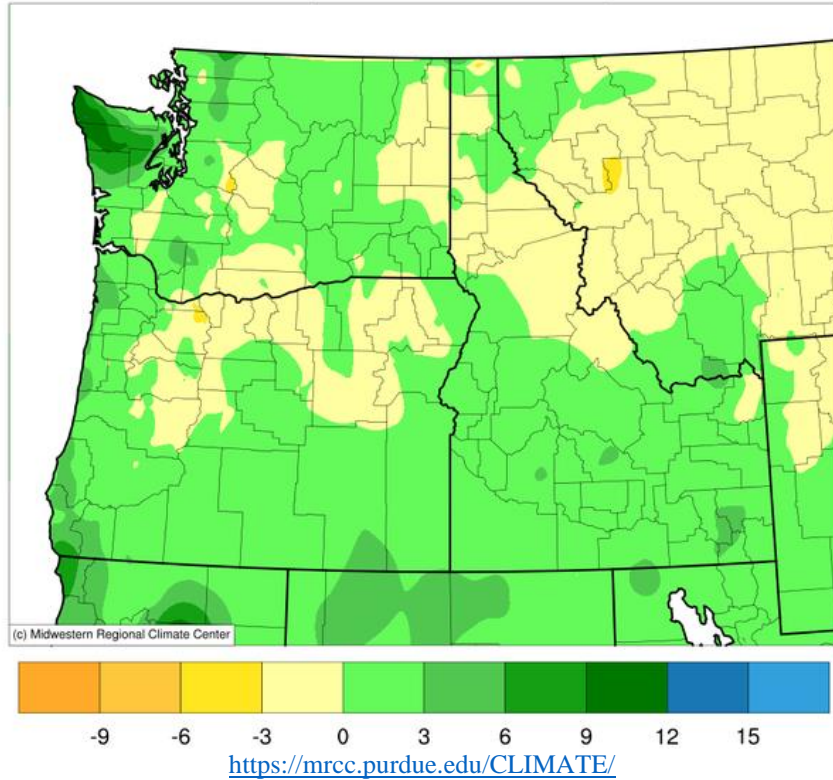 (c) Midwestern Regional Climate Center
-9 -6 -3 0 3 6 9 12 15
https://mrcc.purdue.edu/CLIMATE/